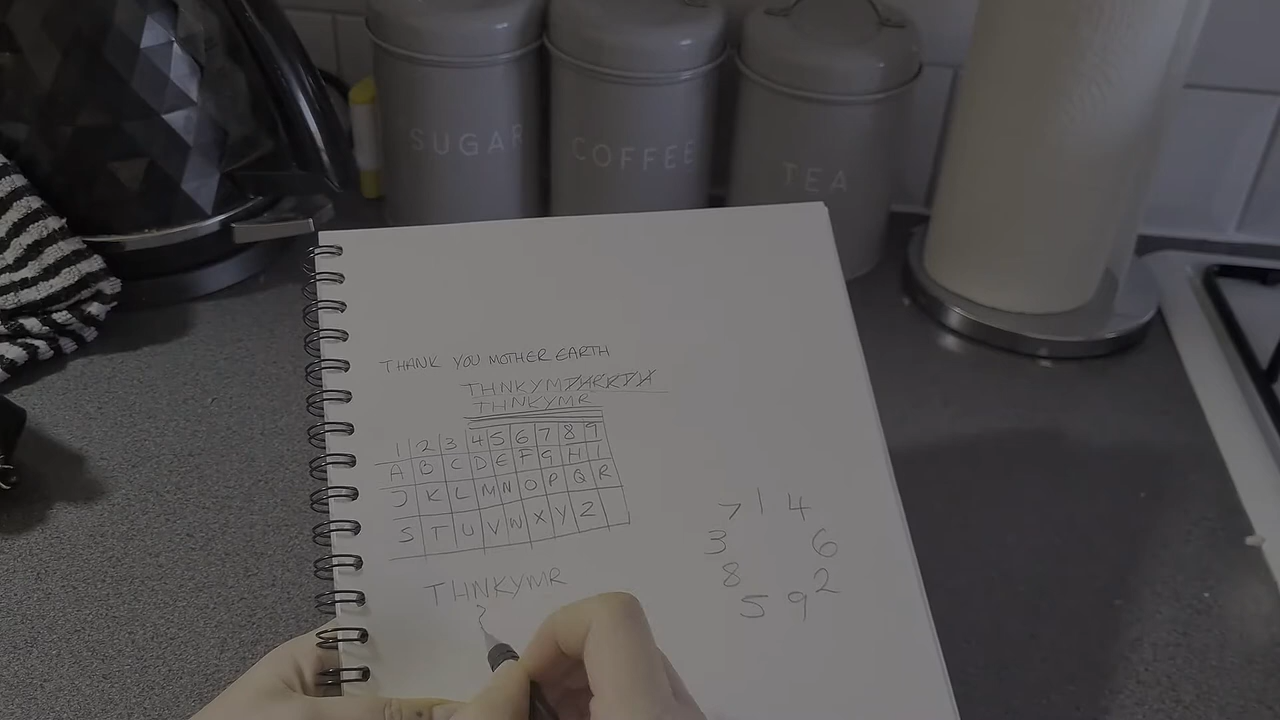 SUGAR
COFFEE
TEA
THANK YOU MOTHER EARTH
THNKYM
THNKYMR
1 2 3 4 5 6 7 8 9
A B C D E F G H I
J K L M N O P Q R
S T U V W X Y Z
THNKYMR
2
7 1 4
3 6
8 2
5 9